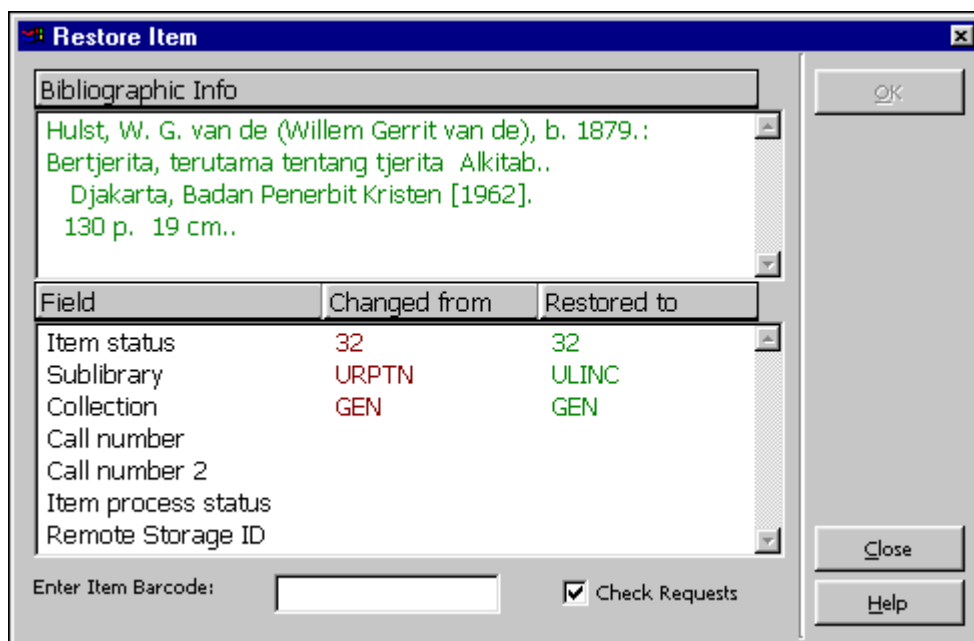 Restore Item
Bibliographic Info
OK
Hulst, W. G. van de (Willem Gerrit van de), b. 1879.:
Bertjerita, terutama tentang tjerita  Alkitab..
Djakarta, Badan Penerbit Kristen [1962].
130 p.  19 cm..
Field Changed from Restored to
Item status 32 32
Sublibrary URPTN ULINC
Collection GEN GEN
Call number
Call number 2
Item process status
Remote Storage ID
Close
Enter Item Barcode: Check Requests
Help